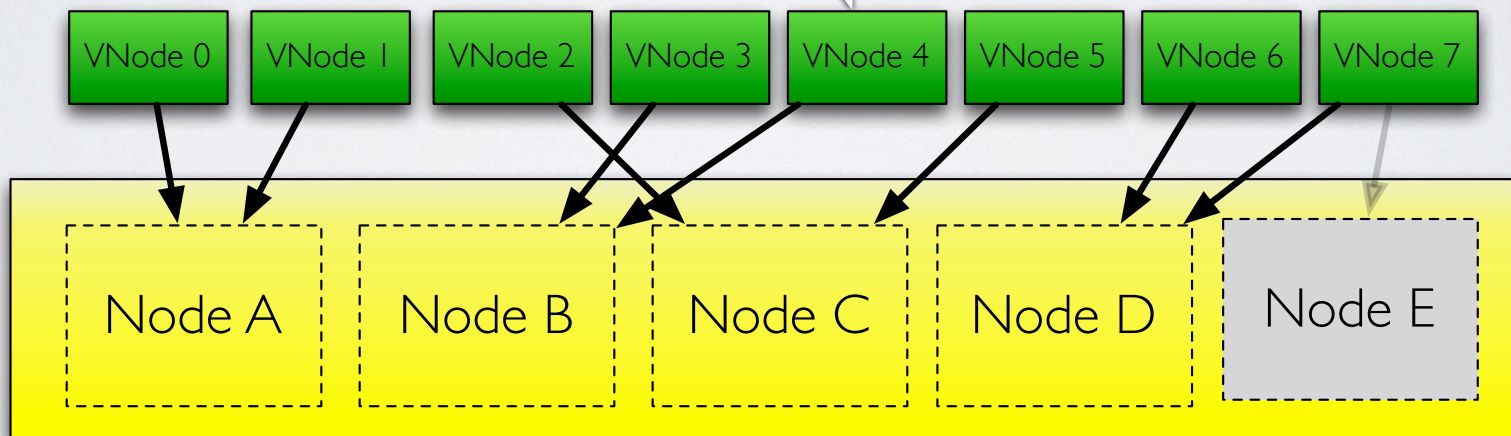 VNode 0
VNode 1
VNode 2
VNode 3
VNode 4
VNode 5
VNode 6
VNode 7
Node A
Node B
Node C
Node D
Node E